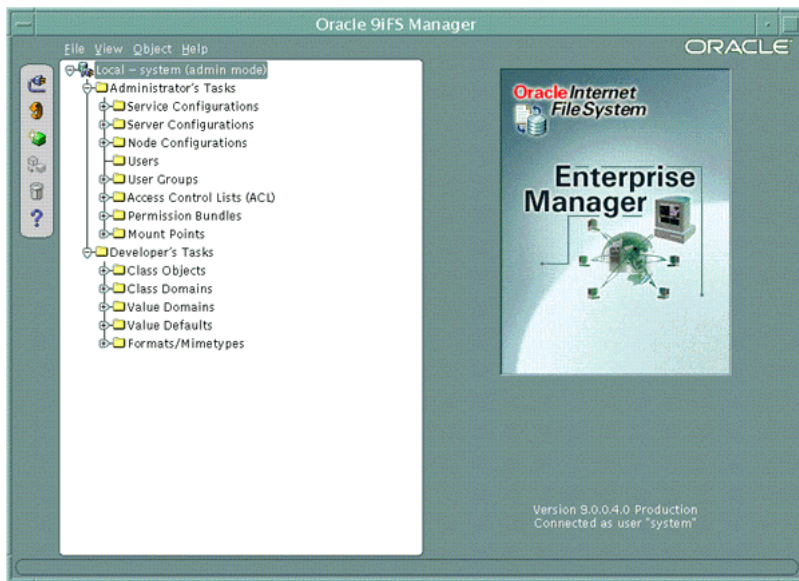 Oracle 9iFS Manager
File View Object Help
ORACLE
Local – system (admin mode)
Administrator's Tasks
Service Configurations
Server Configurations
Node Configurations
Users
User Groups
Access Control Lists (ACL)
Permission Bundles
Mount Points
Developer's Tasks
Class Objects
Class Domains
Value Domains
Value Defaults
Formats/Mimetypes
?
Oracle Internet
File System
Enterprise
Manager
Version 9.0.0.4.0 Production
Connected as user "system"